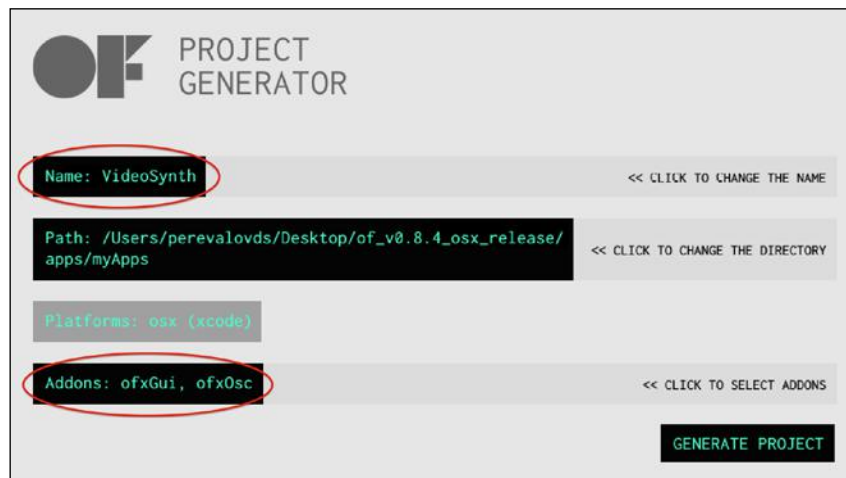 OF PROJECT
GENERATOR
Name: VideoSynth
<< CLICK TO CHANGE THE NAME
Path: /Users/perevalovds/Desktop/of_v0.8.4_osx_release/
apps/myApps
<< CLICK TO CHANGE THE DIRECTORY
Platforms: osx (xcode)
Addons: ofxGui, ofxOsc
<< CLICK TO SELECT ADDONS
GENERATE PROJECT